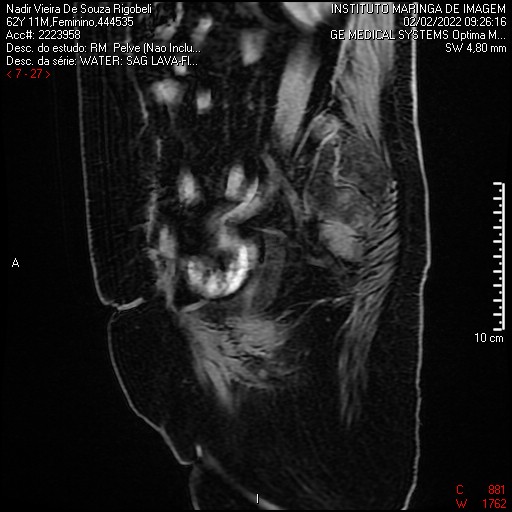 Nadir Vieira De Souza Rigobeli
62Y 11M,Feminino,444535
Acc#: 2223958
Desc. do estudo: RM  Pelve (Nao Inclu...
Desc. da série: WATER: SAG LAVA-Fl...
< 7 - 27 >
INSTITUTO MARINGA DE IMAGEM
02/02/2022 09:26:16
GE MEDICAL SYSTEMS Optima M...
SW 4,80 mm
A
10 cm
I
C 881
W 1762